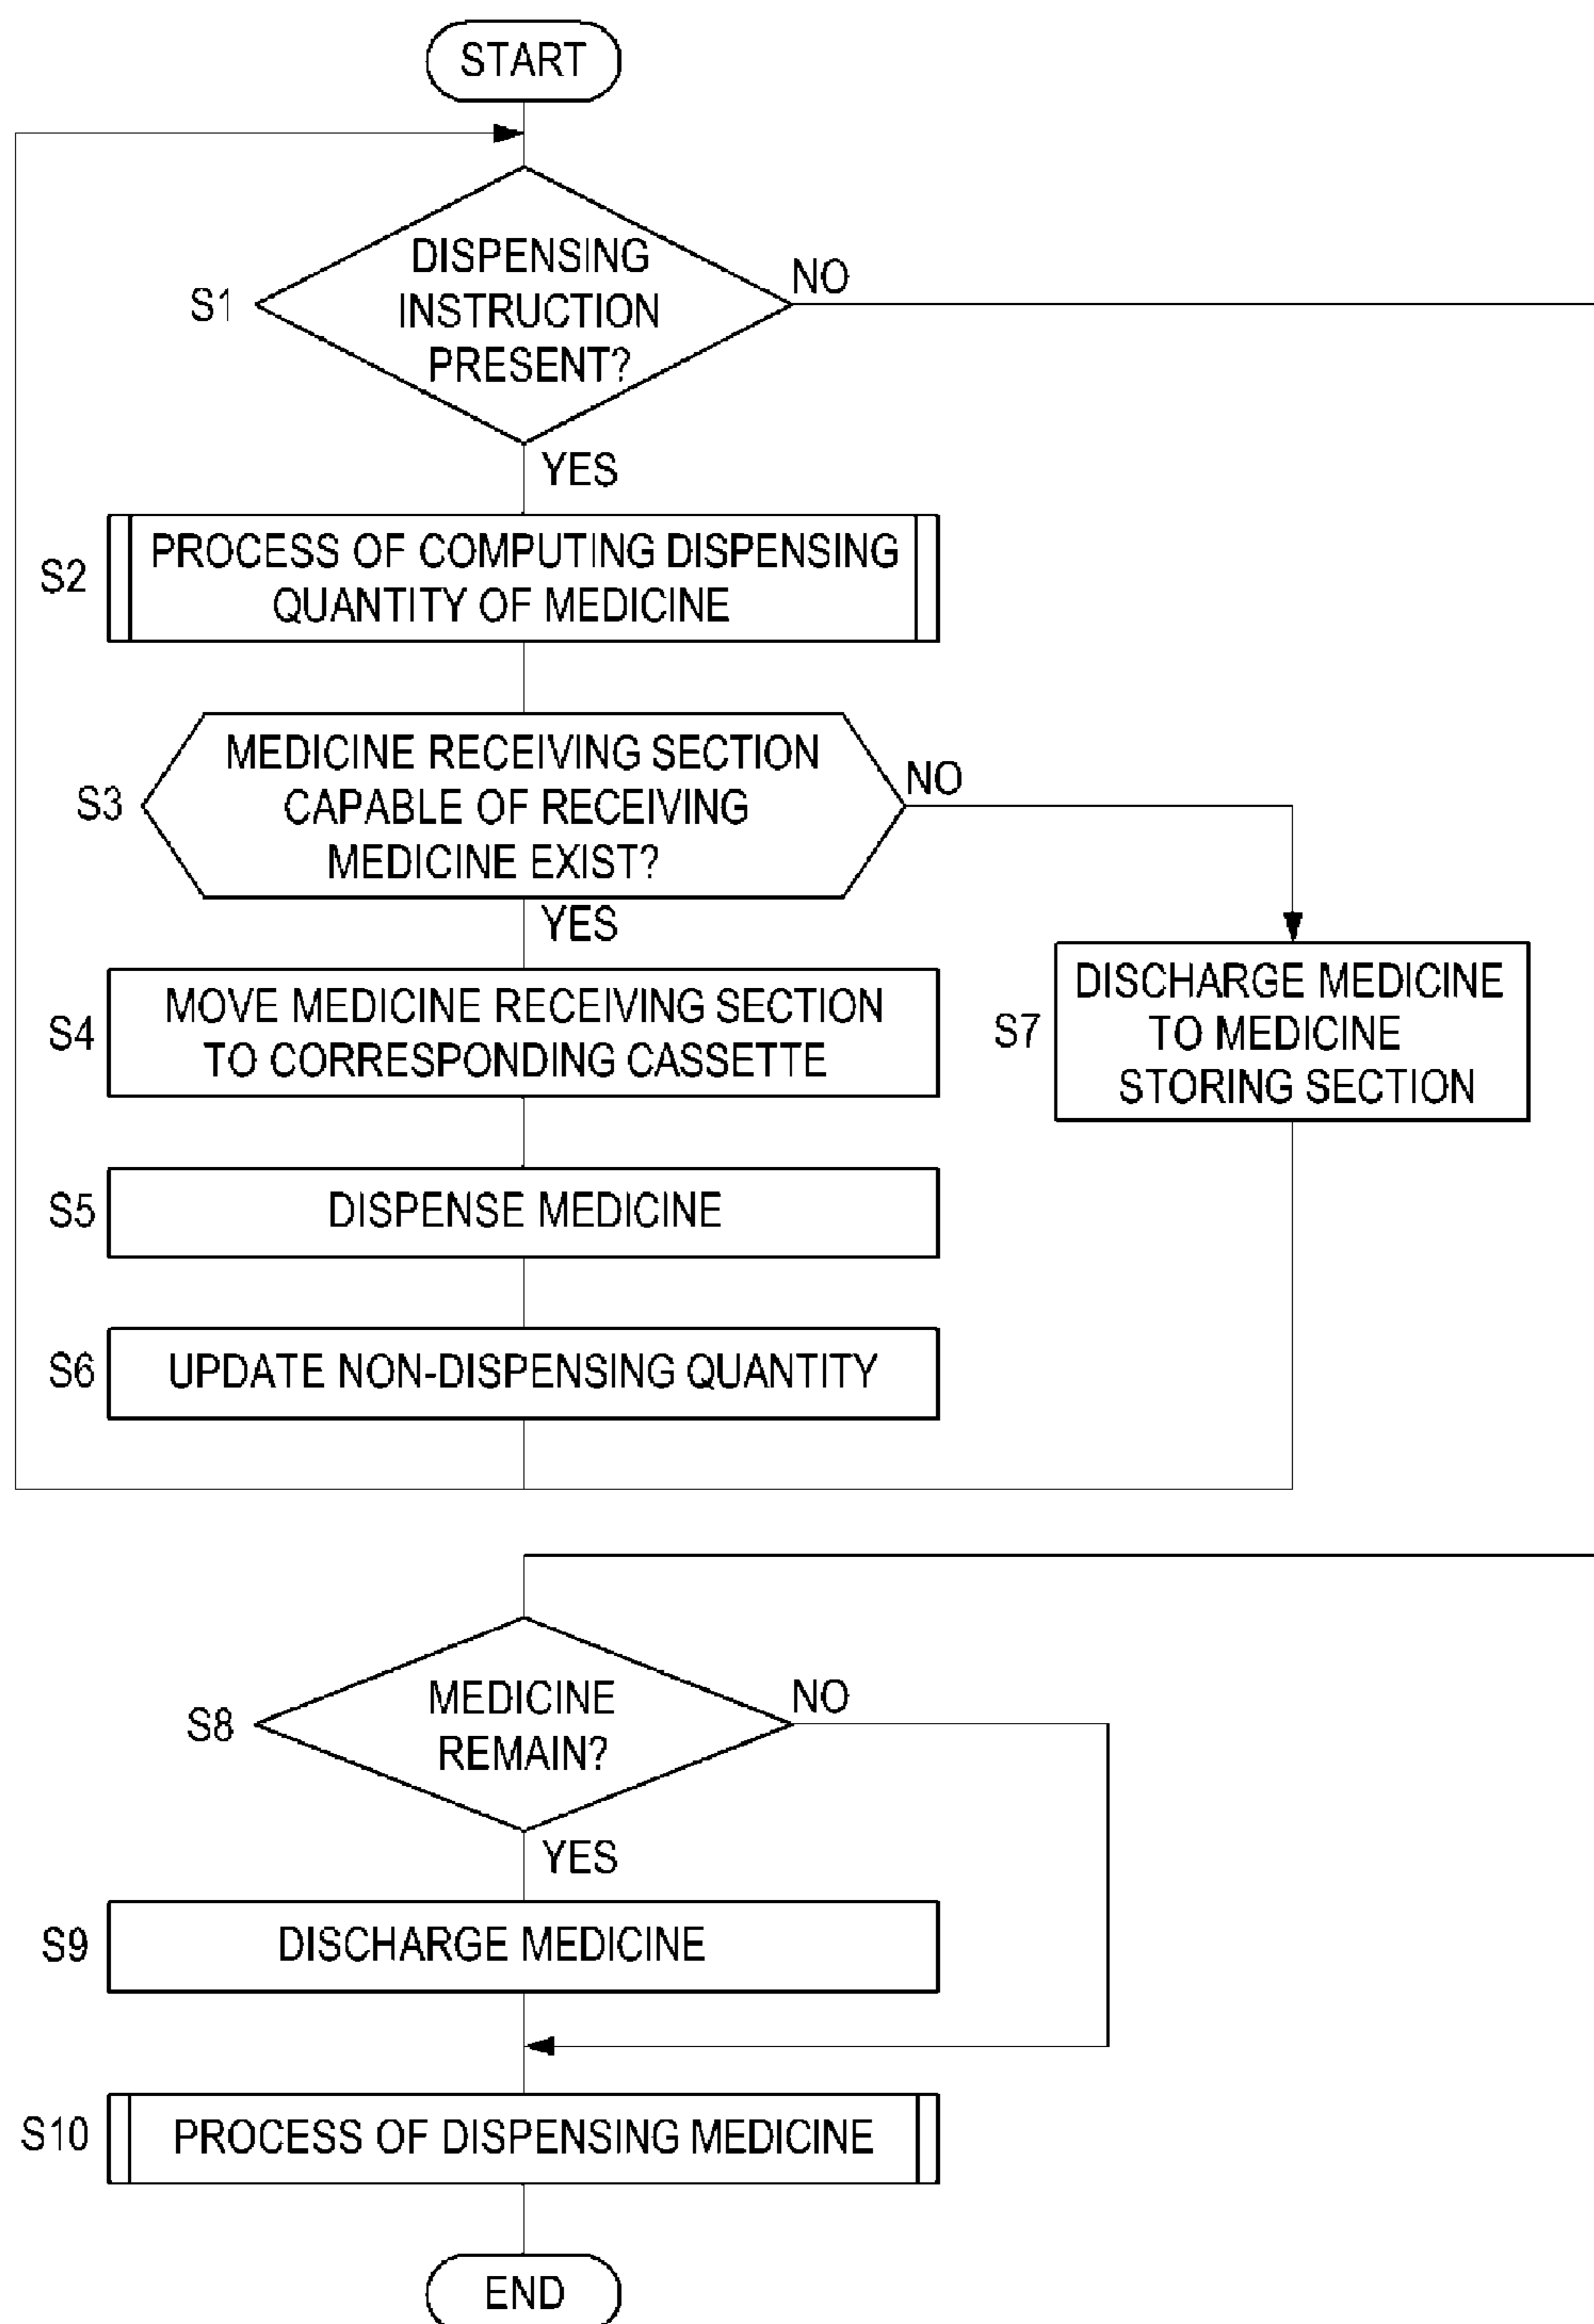 START
S1
DISPENSING
INSTRUCTION
PRESENT?
NO
YES
S2
PROCESS OF COMPUTING DISPENSING
QUANTITY OF MEDICINE
S3
MEDICINE RECEIVING SECTION
CAPABLE OF RECEIVING
MEDICINE EXIST?
NO
YES
S4
MOVE MEDICINE RECEIVING SECTION
TO CORRESPONDING CASSETTE
S7
DISCHARGE MEDICINE
TO MEDICINE
STORING SECTION
S5
DISPENSE MEDICINE
S6
UPDATE NON-DISPENSING QUANTITY
S8
MEDICINE
REMAIN?
NO
YES
S9
DISCHARGE MEDICINE
S10
PROCESS OF DISPENSING MEDICINE
END